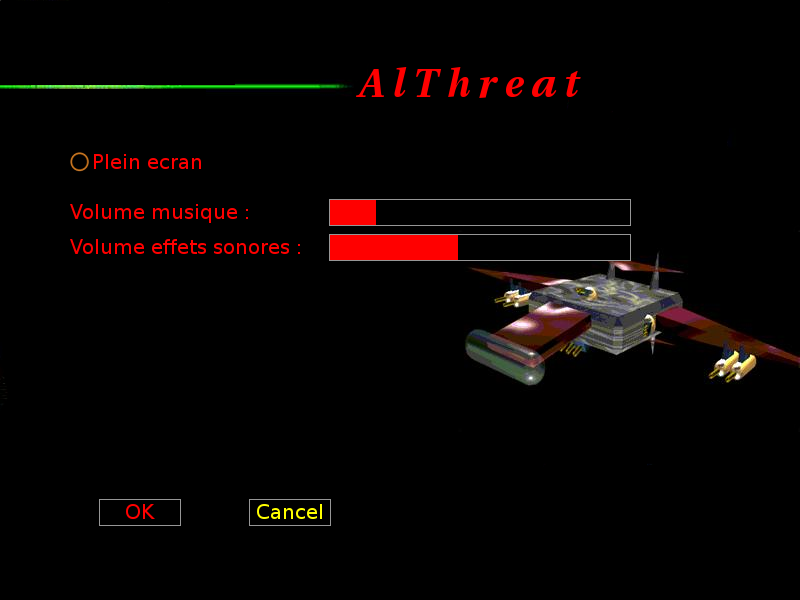 AlThreat
Plein ecran
Volume musique :
Volume effets sonores :
OK Cancel